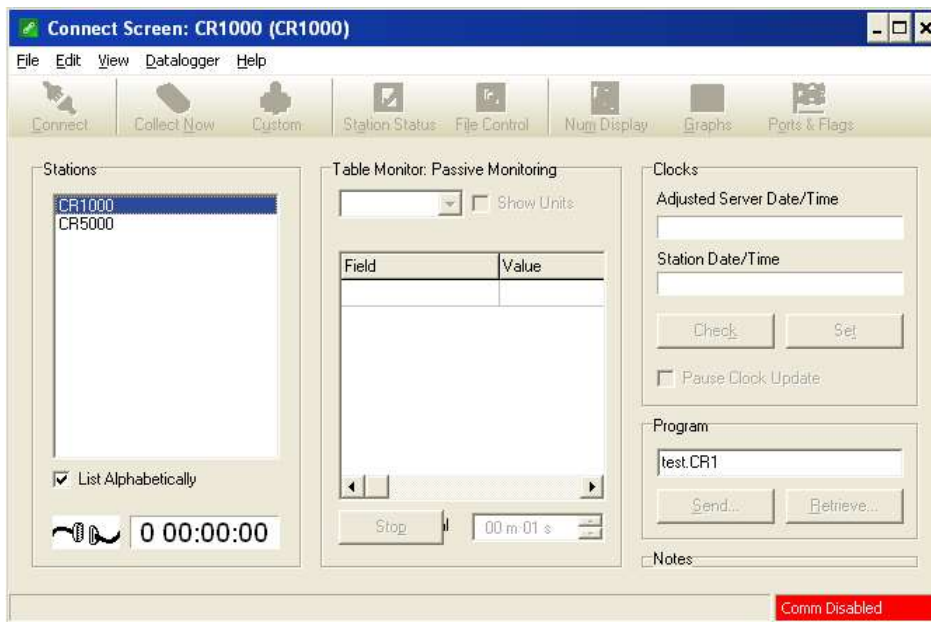 Connect Screen: CR1000 (CR1000)
File Edit View Datalogger Help
Connect Collect Now Custom Station Status File Control Num Display Graphs Ports & Flags
Stations
CR1000
CR5000
List Alphabetically
0 00:00:00
Table Monitor: Passive Monitoring
Show Units
Field Value
Stop
00 m 01 s
Clocks
Adjusted Server Date/Time
Station Date/Time
Check Set
Pause Clock Update
Program
test.CR1
Send... Retrieve...
Notes
Comm Disabled